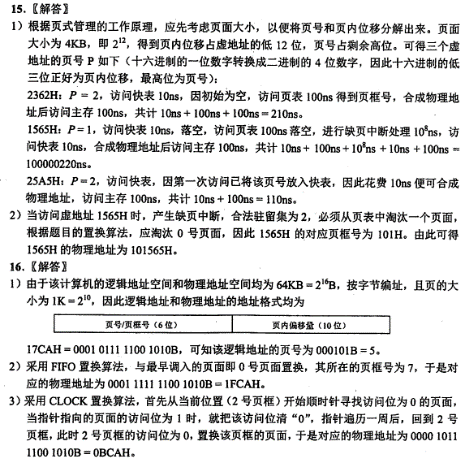 15.〖解答〗
1）根据页式管理的工作原理，应先考虑页面大小，以便将页号和页内位移分解出来。页面
大小为 4KB，即 2¹²，得到页内位移占虚地址的低 12 位，页号占剩余高位。可得三个虚
地址的页号 P 如下（十六进制的一位数字转换成二进制的 4 位数字，因此十六进制的低
三位正好为页内位移，最高位为页号）：
2362H：P = 2，访问快表 10ns，因初始为空，访问页表 100ns 得到页框号，合成物理地
址后访问主存 100ns，共计 10ns + 100ns + 100ns = 210ns。
1565H：P = 1，访问快表 10ns，落空，访问页表 100ns 落空，进行缺页中断处理 10⁸ns，访
问快表 10ns，合成物理地址后访问主存 100ns，共计 10ns + 100ns + 10⁸ns + 10ns + 100ns =
100000220ns。
25A5H：P = 2，访问快表，因第一次访问已将该页号放入快表，因此花费 10ns 便可合成
物理地址，访问主存 100ns，共计 10ns + 100ns = 110ns。
2）当访问虚地址 1565H 时，产生缺页中断，合法驻留集为 2，必须从页表中淘汰一个页面，
根据题目的置换算法，应淘汰 0 号页面，因此 1565H 的对应页框号为 101H。由此可得
1565H 的物理地址为 101565H。
16.〖解答〗
1）由于该计算机的逻辑地址空间和物理地址空间均为 64KB = 2¹⁶B，按字节编址，且页的大
小为 1K = 2¹⁰，因此逻辑地址和物理地址的地址格式均为
页号/页框号（6 位） 页内偏移量（10 位）
17CAH = 0001 0111 1100 1010B，可知该逻辑地址的页号为 000101B = 5。
2）采用 FIFO 置换算法，与最早调入的页面即 0 号页面置换，其所在的页框号为 7，于是对
应的物理地址为 0001 1111 1100 1010B = 1FCAH。
3）采用 CLOCK 置换算法，首先从当前位置（2 号页框）开始顺时针寻找访问位为 0 的页面，
当指针指向的页面的访问位为 1 时，就把该访问位清“0”，指针遍历一周后，回到 2 号
页框，此时 2 号页框的访问位为 0，置换该页框的页面，于是对应的物理地址为 0000 1011
1100 1010B = 0BCAH。